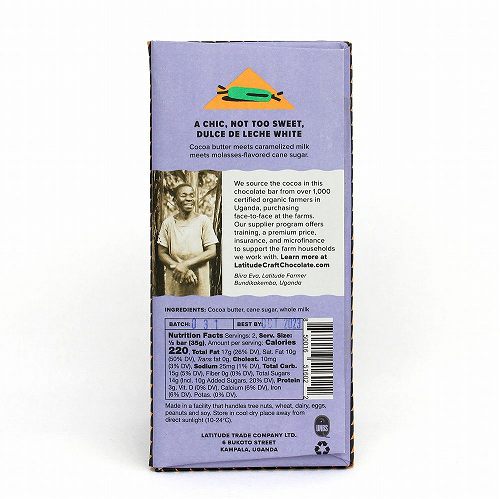 A CHIC, NOT TOO SWEET,
DULCE DE LECHE WHITE
Cocoa butter meets caramelized milk
meets molasses-flavored cane sugar.
We source the cocoa in this
chocolate bar from over 1,000
certified organic farmers in
Uganda, purchasing
face-to-face at the farms.
Our supplier program offers
training, a premium price,
insurance, and microfinance
to support the farm households
we work with. Learn more at
LatitudeCraftChocolate.com
Biira Eva, Latitude Farmer
Bundikakemba, Uganda
INGREDIENTS: Cocoa butter, cane sugar, whole milk
BATCH: 0 3 1 BEST BY: OCT 2023
Nutrition Facts Servings: 2, Serv. Size:
½ bar (35g), Amount per serving: Calories
220, Total Fat 17g (26% DV), Sat. Fat 10g
(50% DV), Trans fat 0g, Cholest. 10mg
(3% DV), Sodium 25mg (1% DV), Total Carb.
15g (5% DV), Fiber 0g (0% DV), Total Sugars
14g (Incl. 10g Added Sugars, 20% DV), Protein
3g, Vit. D (0% DV), Calcium (6% DV), Iron
(6% DV), Potas. (0% DV).
Made in a facility that handles tree nuts, wheat, dairy, eggs,
peanuts and soy. Store in cool dry place away from
direct sunlight (10-24°C).
LATITUDE TRADE COMPANY LTD.
6 BUKOTO STREET
KAMPALA, UGANDA